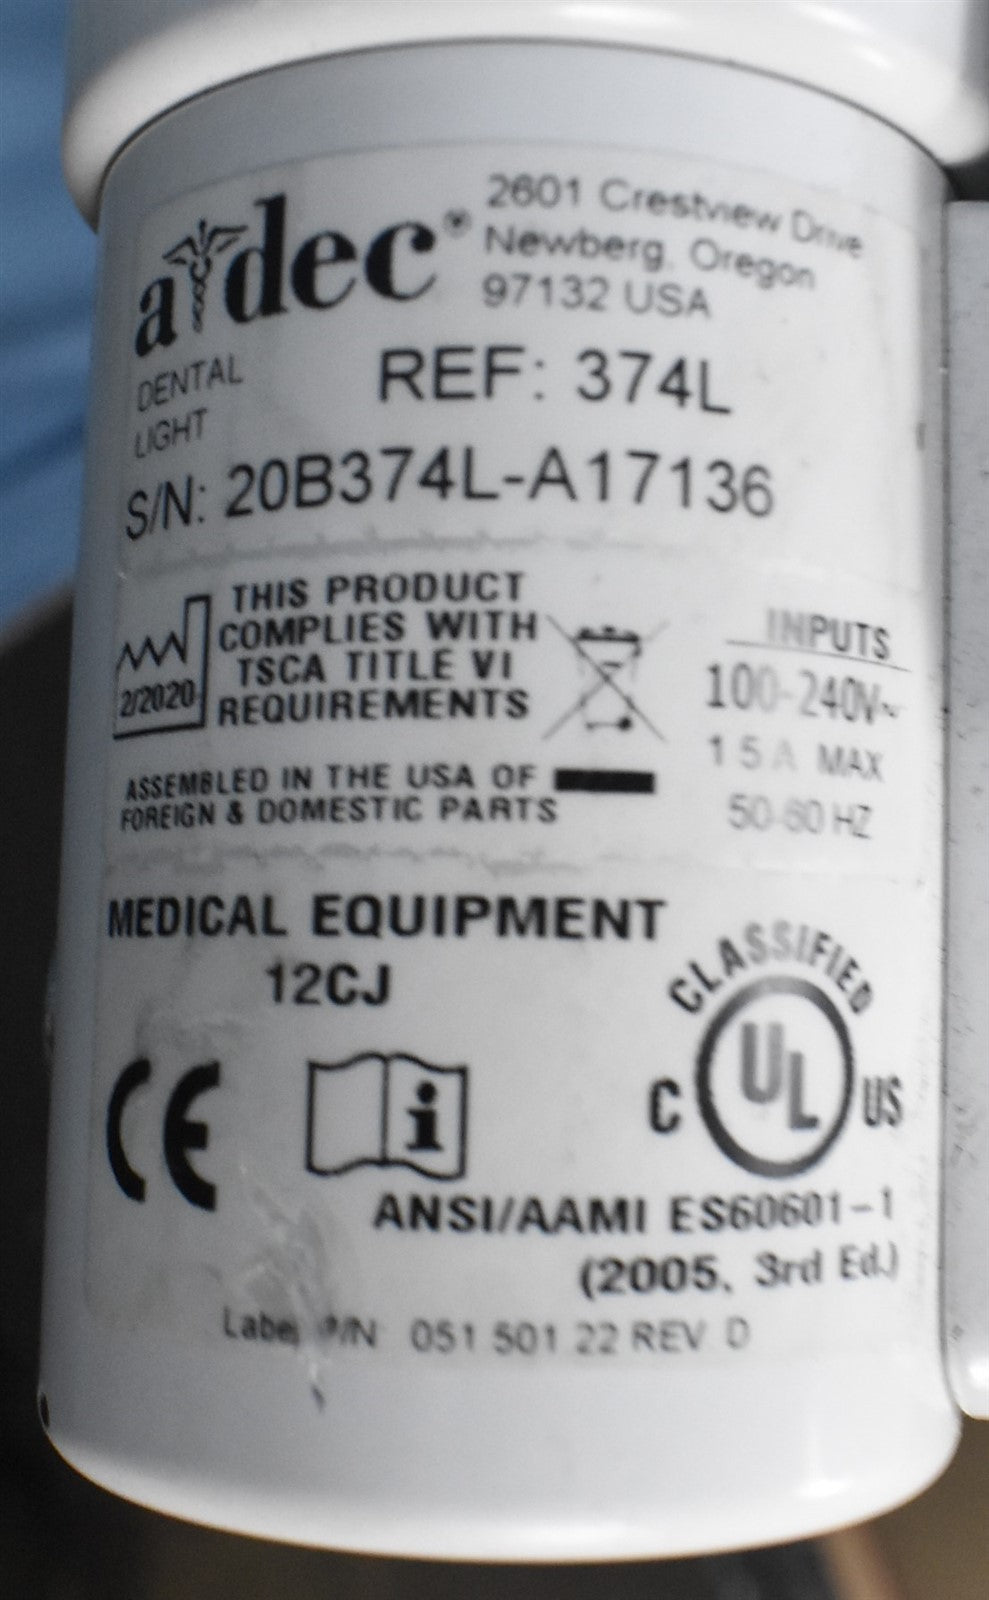 a dec®
2601 Crestview Drive
Newberg, Oregon
97132 USA
DENTAL
LIGHT
REF: 374L
S/N: 20B374L-A17136
2/2020
THIS PRODUCT
COMPLIES WITH
TSCA TITLE VI
REQUIREMENTS
INPUTS
100-240V~
1.5A MAX
50-60 HZ
ASSEMBLED IN THE USA OF
FOREIGN & DOMESTIC PARTS
MEDICAL EQUIPMENT
12CJ
CE
i
CLASSIFIED
C UL US
ANSI/AAMI ES60601-1
(2005, 3rd Ed.)
Label P/N: 051.501.22 REV. D